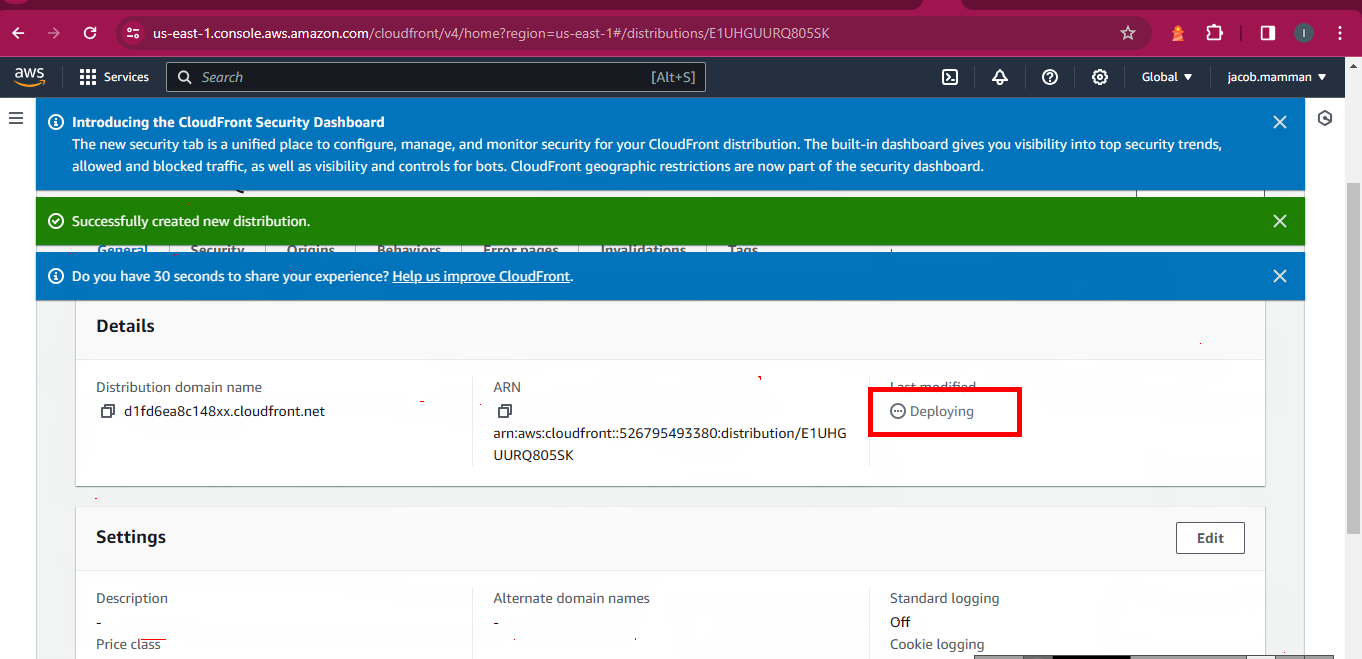 us-east-1.console.aws.amazon.com/cloudfront/v4/home?region=us-east-1#/distributions/E1UHGUURQ805SK
I
aws
Services
Search
[Alt+S]
Global
jacob.mamman
Introducing the CloudFront Security Dashboard
The new security tab is a unified place to configure, manage, and monitor security for your CloudFront distribution. The built-in dashboard gives you visibility into top security trends,
allowed and blocked traffic, as well as visibility and controls for bots. CloudFront geographic restrictions are now part of the security dashboard.
Successfully created new distribution.
General Security Origins Behaviors Error pages Invalidations Tags
Do you have 30 seconds to share your experience? Help us improve CloudFront.
Details
Distribution domain name
d1fd6ea8c148xx.cloudfront.net
ARN
arn:aws:cloudfront::526795493380:distribution/E1UHG
UURQ805SK
Last modified
Deploying
Settings
Edit
Description
-
Price class
Alternate domain names
-
Standard logging
Off
Cookie logging